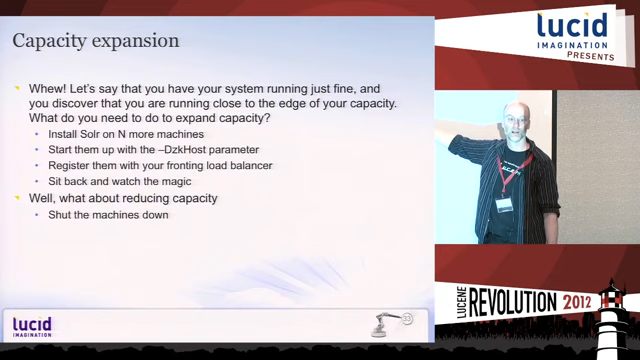 Capacity expansion
Whew! Let's say that you have your system running just fine, and
you discover that you are running close to the edge of your capacity.
What do you need to do to expand capacity?
Install Solr on N more machines
Start them up with the –DzkHost parameter
Register them with your fronting load balancer
Sit back and watch the magic
Well, what about reducing capacity
Shut the machines down
lucid
IMAGINATION
33
lucid
IMAGINATION
PRESENTS
LUCENE
REVOLUTION 2012